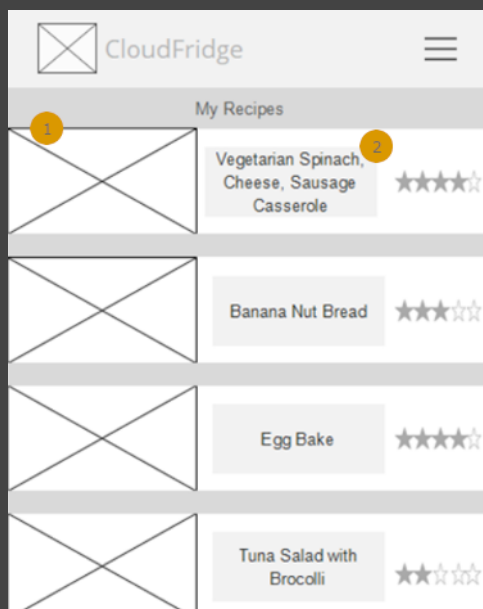 CloudFridge
My Recipes
1
2
Vegetarian Spinach,
Cheese, Sausage
Casserole
Banana Nut Bread
Egg Bake
Tuna Salad with
Brocolli